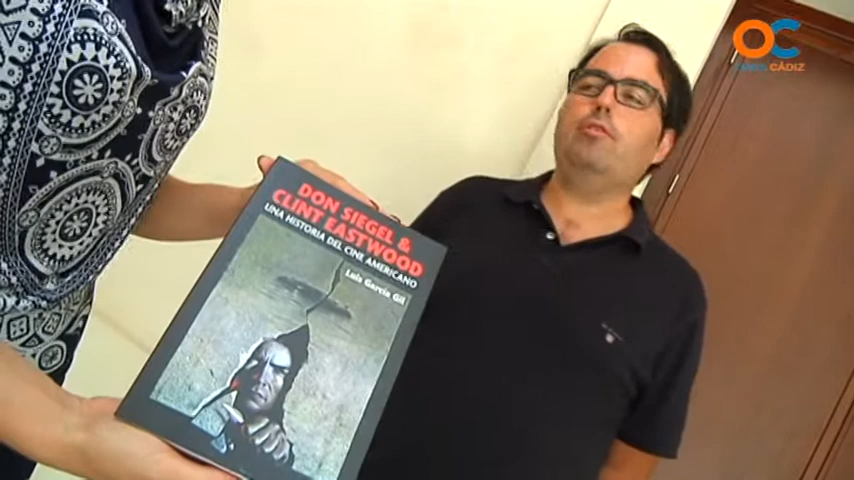 DON SIEGEL &
CLINT EASTWOOD
UNA HISTORIA DEL CINE AMERICANO
Luis García Gil
OC
CÁDIZ